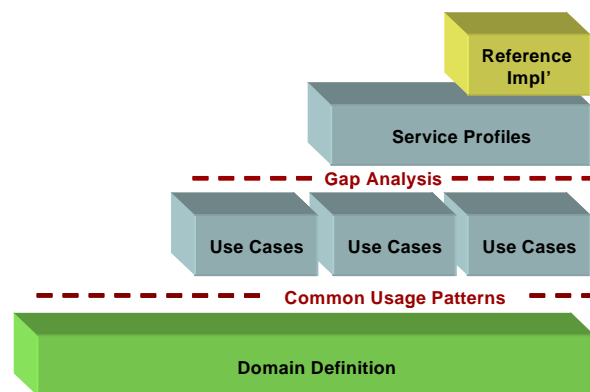 Reference
Impl’
Service Profiles
Gap Analysis
Use Cases Use Cases Use Cases
Common Usage Patterns
Domain Definition